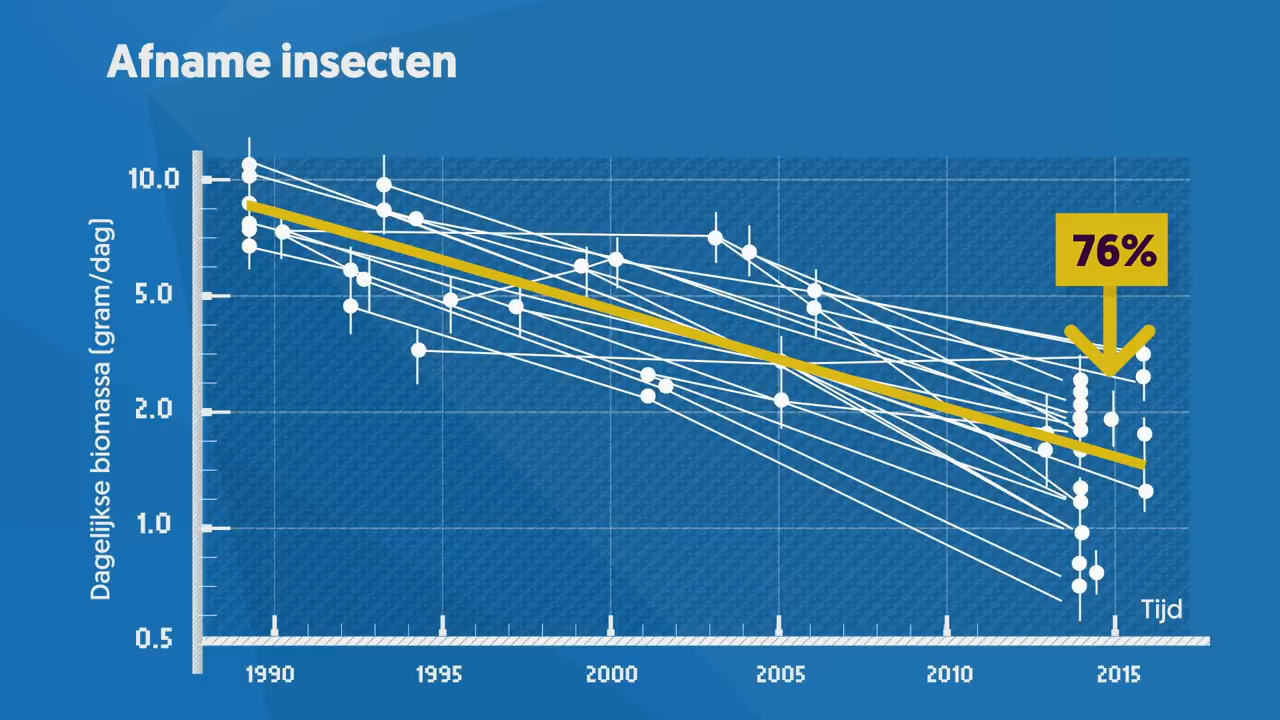 Afname insecten
Dagelijkse biomassa (gram/dag)
10.0
5.0
2.0
1.0
0.5
76%
Tijd
1990 1995 2000 2005 2010 2015